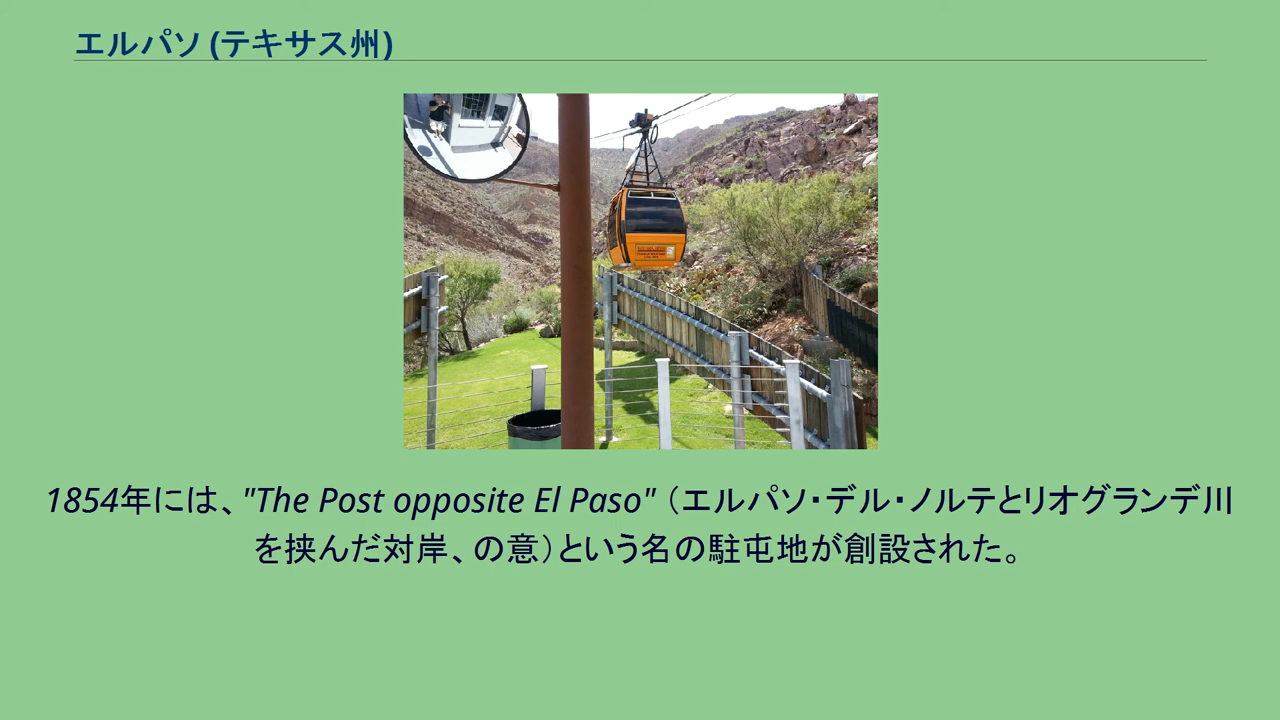 エルパソ (テキサス州)
1854年には、"The Post opposite El Paso" （エルパソ・デル・ノルテとリオグランデ川
を挟んだ対岸、の意）という名の駐屯地が創設された。